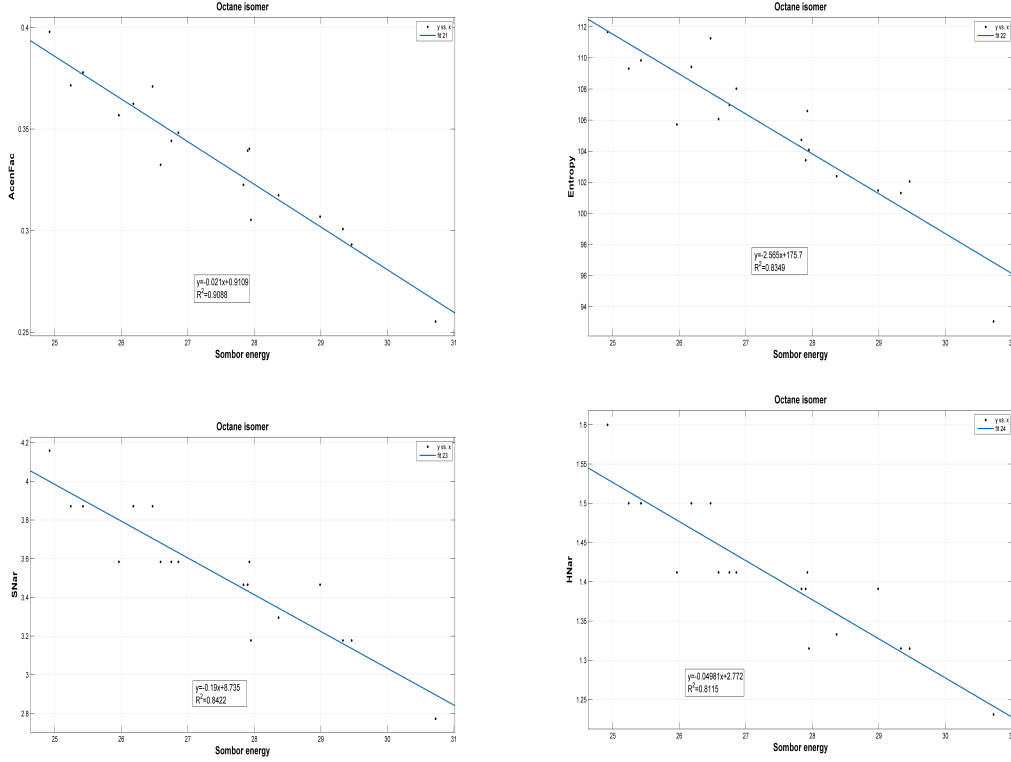 Octane isomer
0.4
0.35
0.3
0.25
AcenFac
y vs. x
fit 21
y=-0.021x+0.9109
R²=0.9088
25 26 27 28 29 30 31
Sombor energy
Octane isomer
112
110
108
106
104
102
100
98
96
94
Entropy
y vs. x
fit 22
y=-2.565x+175.7
R²=0.8349
25 26 27 28 29 30 3
Sombor energy
Octane isomer
4.2
4
3.8
3.6
3.4
3.2
3
2.8
SNar
y vs. x
fit 23
y=-0.19x+8.735
R²=0.8422
25 26 27 28 29 30 31
Sombor energy
Octane isomer
1.6
1.55
1.5
1.45
1.4
1.35
1.3
1.25
HNar
y vs. x
fit 24
y=-0.04981x+2.772
R²=0.8115
25 26 27 28 29 30 3
Sombor energy